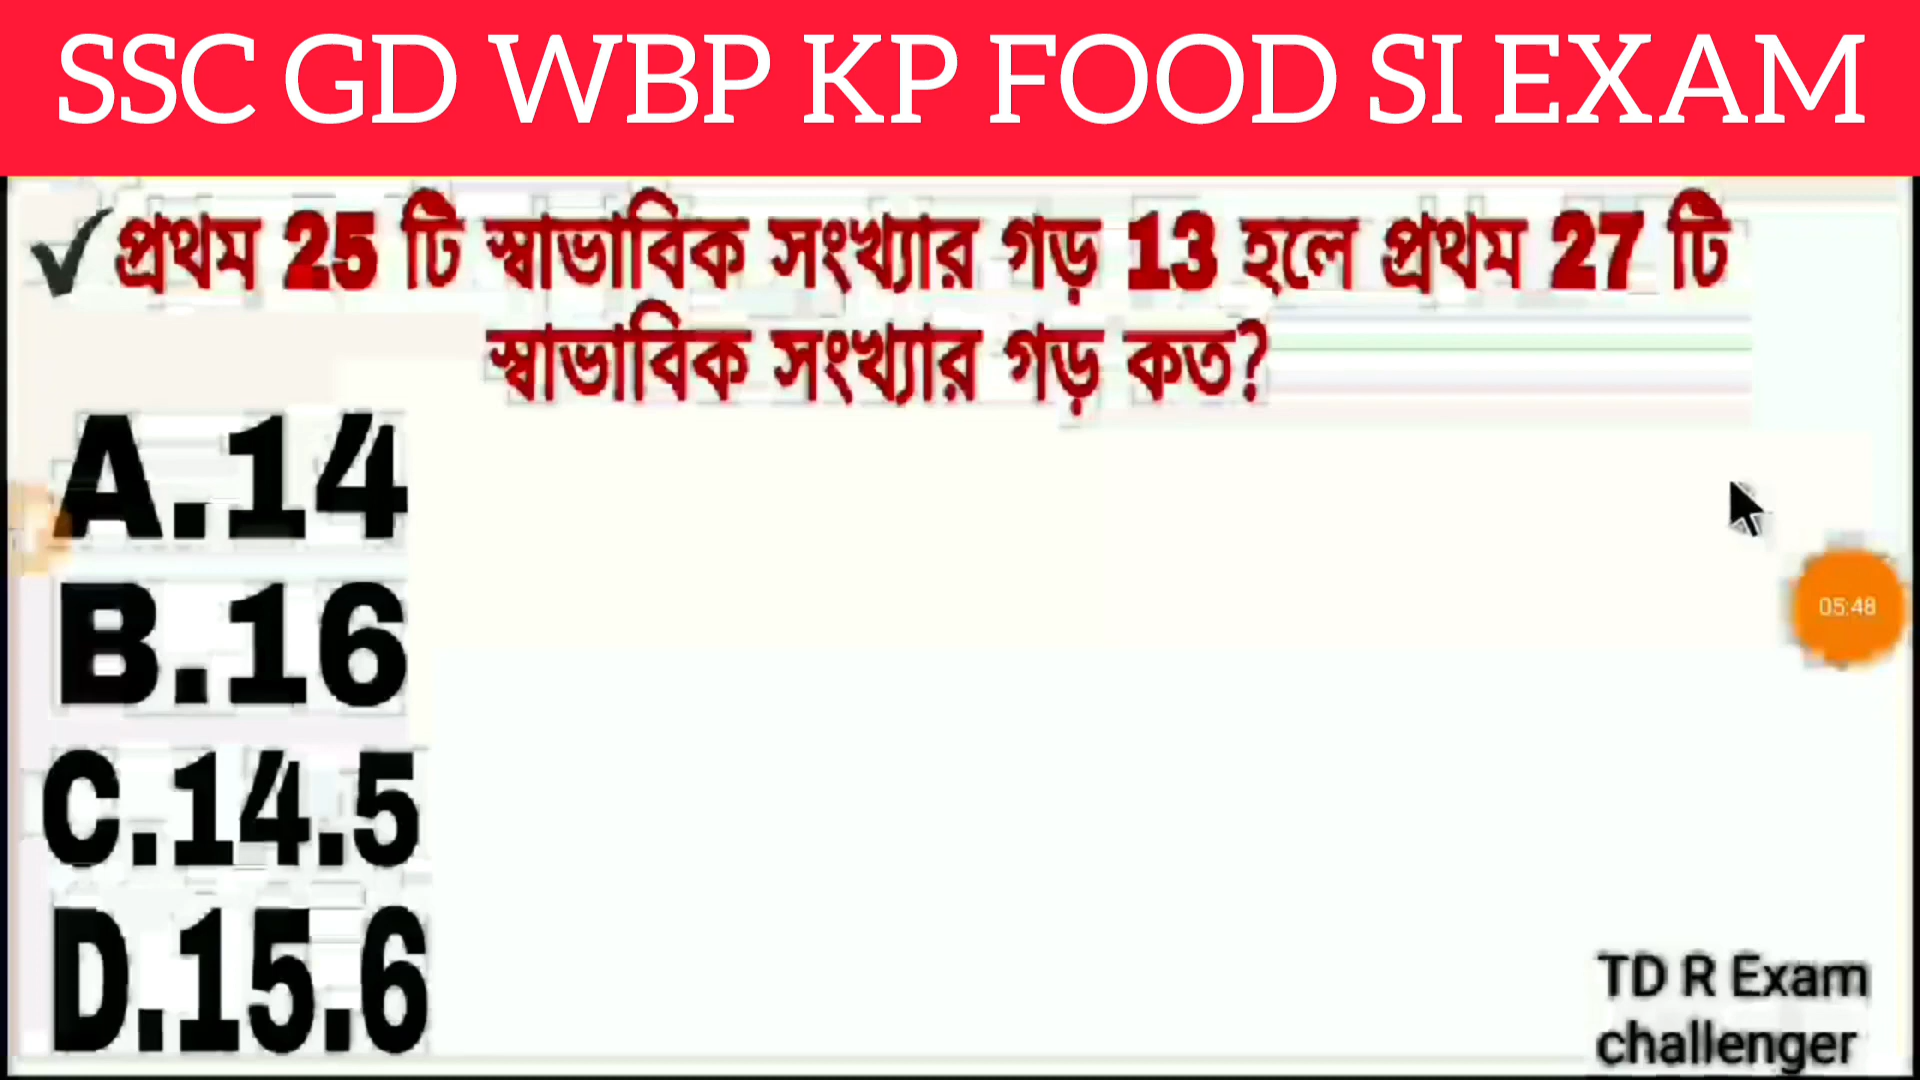 SSC GD WBP KP FOOD SI EXAM
✓প্রথম 25 টি স্বাভাবিক সংখ্যার গড় 13 হলে প্রথম 27 টি
স্বাভাবিক সংখ্যার গড় কত?
A.14
B.16
C.14.5
D.15.6
05:48
TD R Exam
challenger